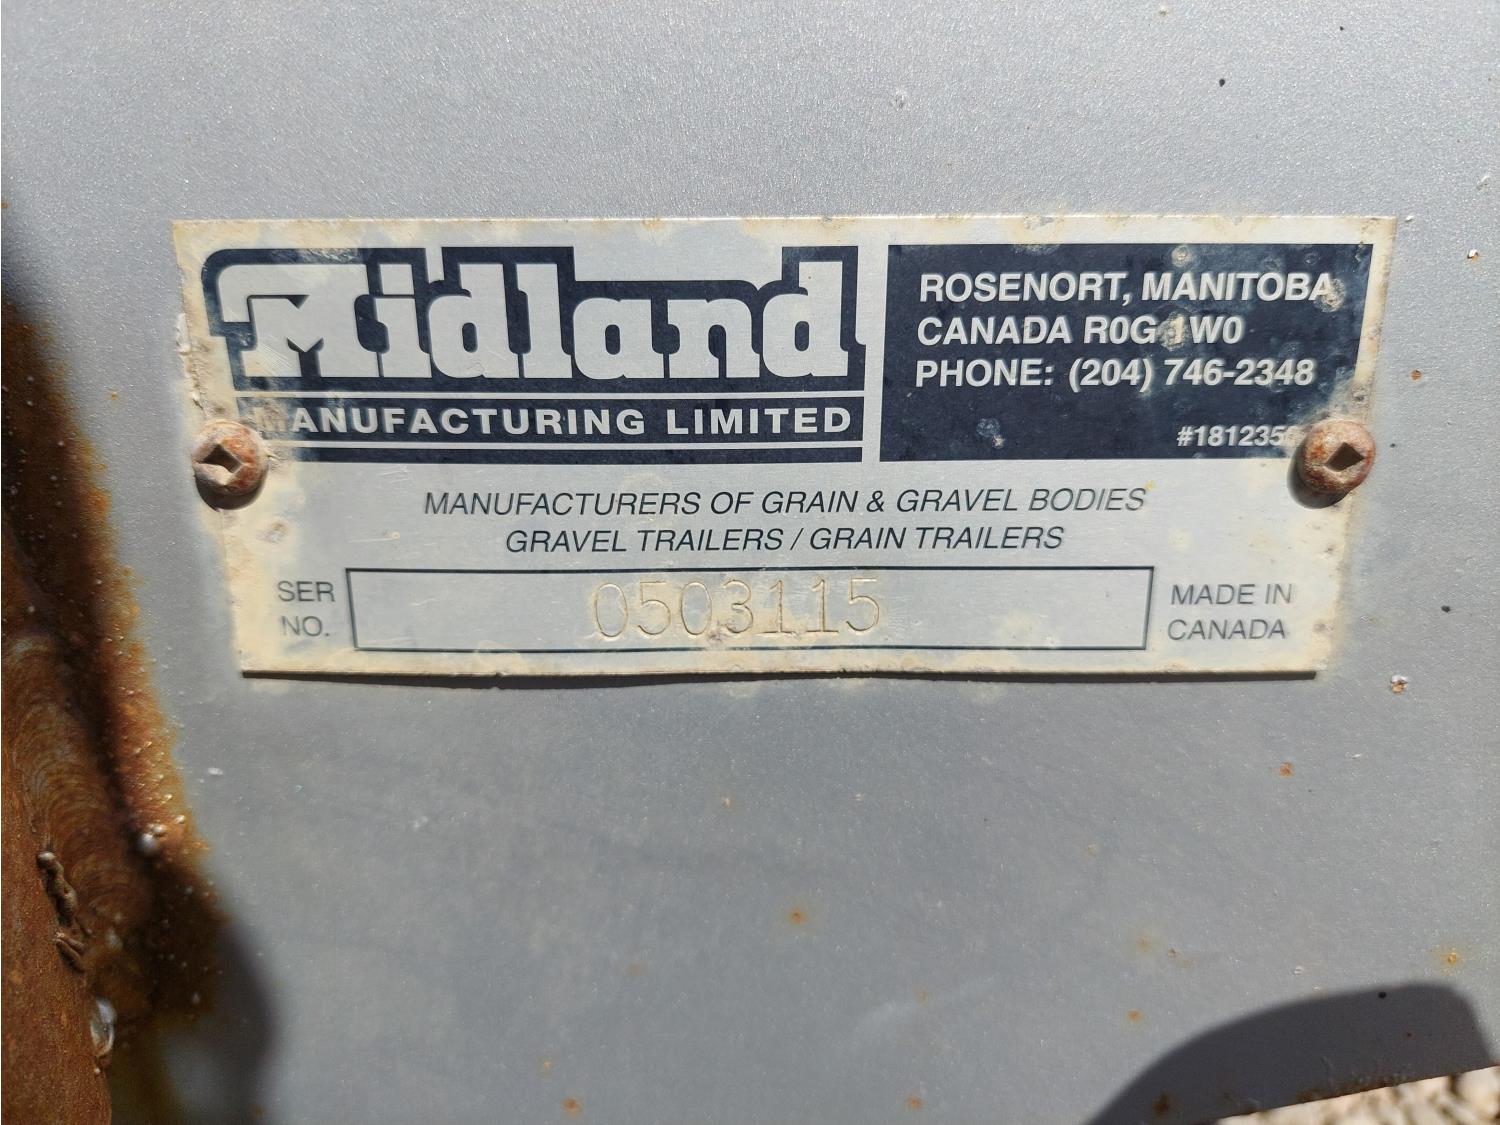 Midland
MANUFACTURING LIMITED
ROSENORT, MANITOBA
CANADA R0G 1W0
PHONE: (204) 746-2348
MANUFACTURERS OF GRAIN & GRAVEL BODIES
GRAVEL TRAILERS / GRAIN TRAILERS
SER
NO.
0503115
MADE IN
CANADA